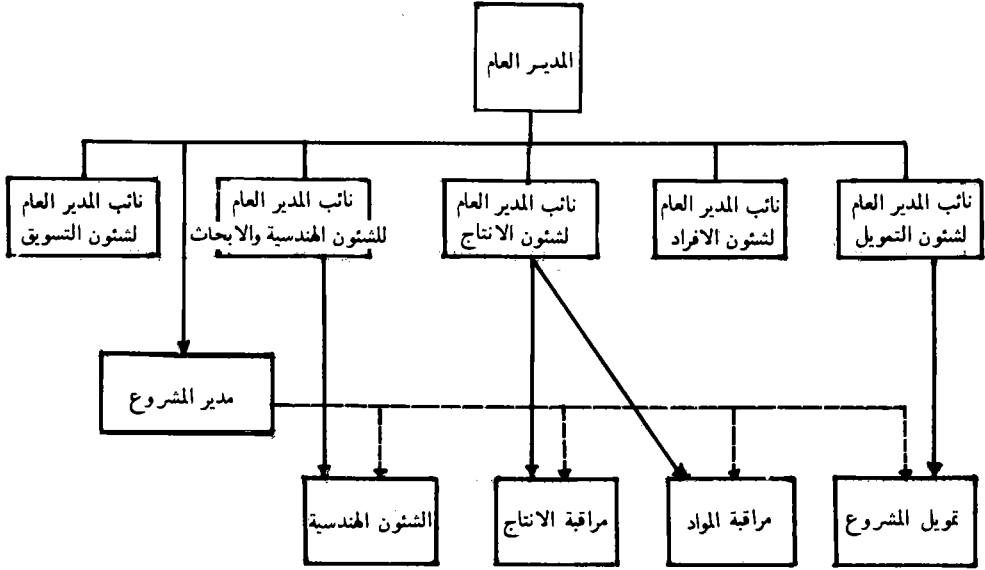 المديـر العام
نائب المدير العام
لشئون التمويل
نائب المدير العام
لشئون الافراد
نائب المدير العام
لشئون الانتاج
نائب المدير العام
للشئون الهندسية والابحاث
نائب المدير العام
لشئون التسويق
مدير المشروع
تمويل المشروع
مراقبة المواد
مراقبة الانتاج
الشئون الهندسية